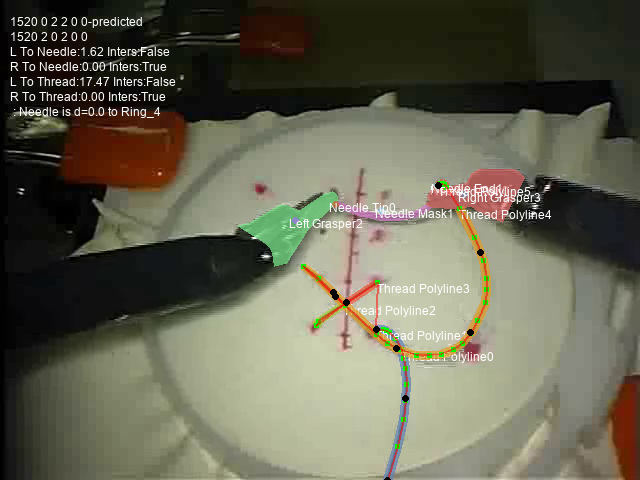 1520 0 2 2 0 0-predicted
1520 2 0 2 0 0
L To Needle:1.62 Inters:False
R To Needle:0.00 Inters:True
L To Thread:17.47 Inters:False
R To Thread:0.00 Inters:True
: Needle is d=0.0 to Ring_4
Thread Polyline5
Right Grasper3
Needle Tip0
Needle Mask1
Thread Polyline4
Left Grasper2
Thread Polyline3
Thread Polyline2
Thread Polyline0